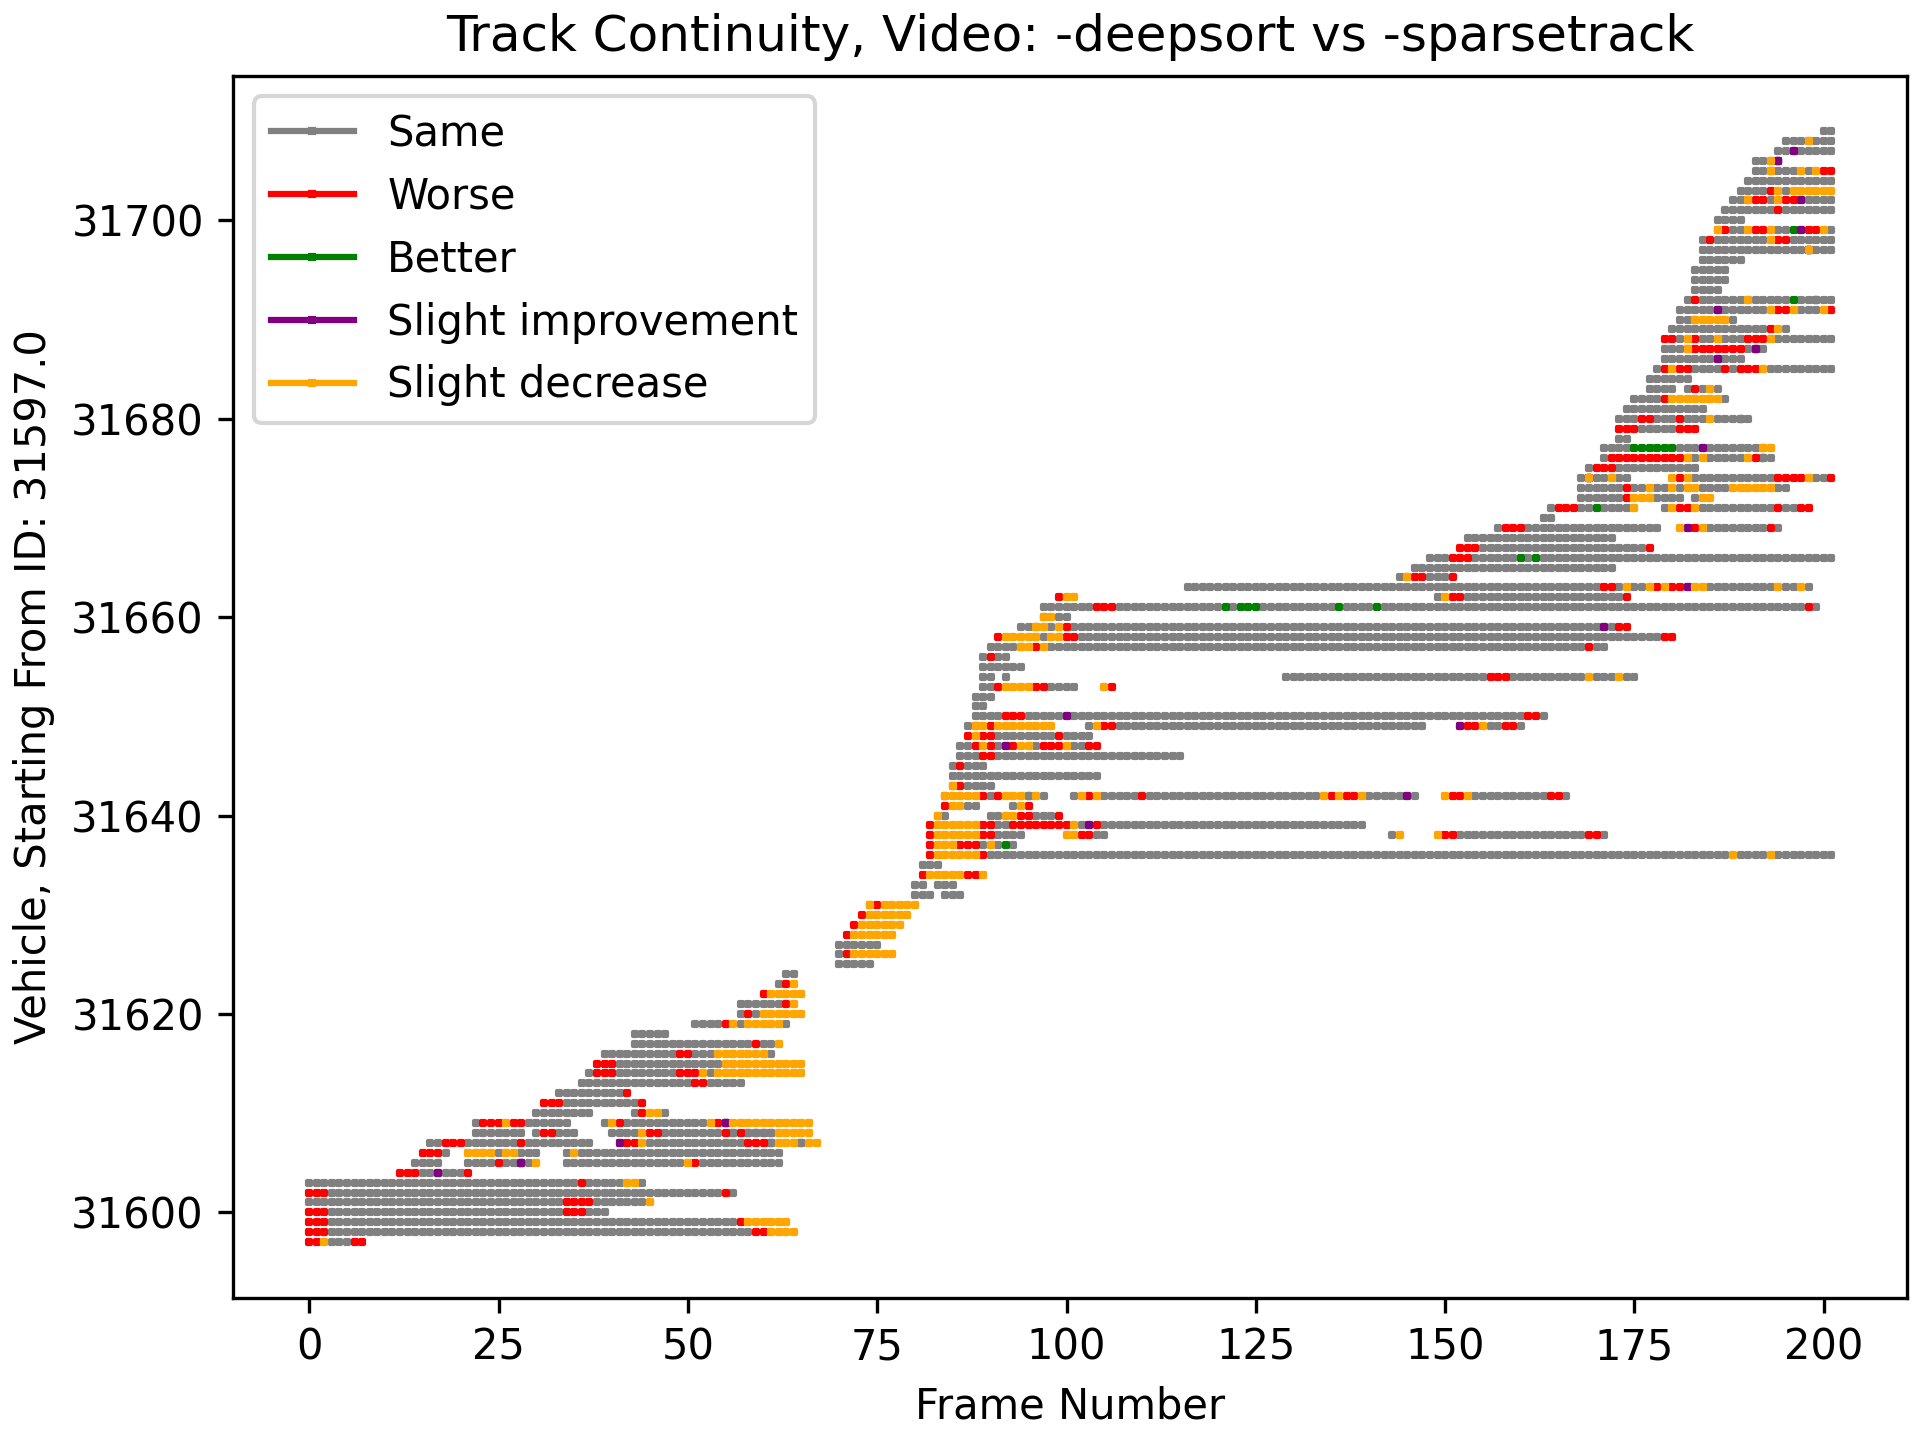 Track Continuity, Video: -deepsort vs -sparsetrack
Same
Worse
Better
Slight improvement
Slight decrease
Vehicle, Starting From ID: 31597.0
31700
31680
31660
31640
31620
31600
0 25 50 75 100 125 150 175 200
Frame Number